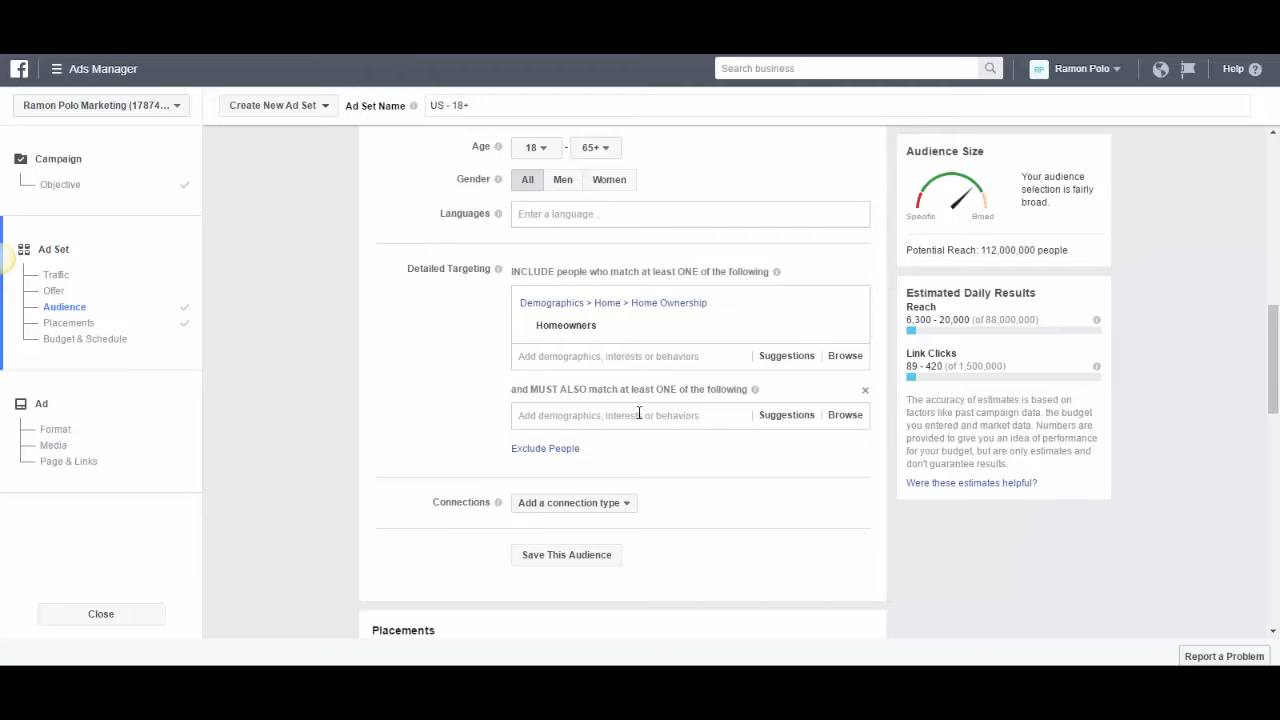 f Ads Manager Search business RP Ramon Polo Help ?
Ramon Polo Marketing (17874... Create New Ad Set Ad Set Name US - 18+
Campaign
Objective
Ad Set
Traffic
Offer
Audience
Placements
Budget & Schedule
Ad
Format
Media
Page & Links
Close
Age 18 - 65+
Gender All Men Women
Languages Enter a language...
Detailed Targeting INCLUDE people who match at least ONE of the following
Demographics > Home > Home Ownership
Homeowners
Add demographics, interests or behaviors Suggestions Browse
and MUST ALSO match at least ONE of the following
Add demographics, interests or behaviors Suggestions Browse
Exclude People
Connections Add a connection type
Save This Audience
Placements
Audience Size
Your audience
selection is fairly
broad.
Specific Broad
Potential Reach: 112,000,000 people
Estimated Daily Results
Reach
6,300 - 20,000 (of 88,000,000)
Link Clicks
89 - 420 (of 1,500,000)
The accuracy of estimates is based on
factors like past campaign data, the budget
you entered and market data. Numbers are
provided to give you an idea of performance
for your budget, but are only estimates and
don't guarantee results.
Were these estimates helpful?
Report a Problem